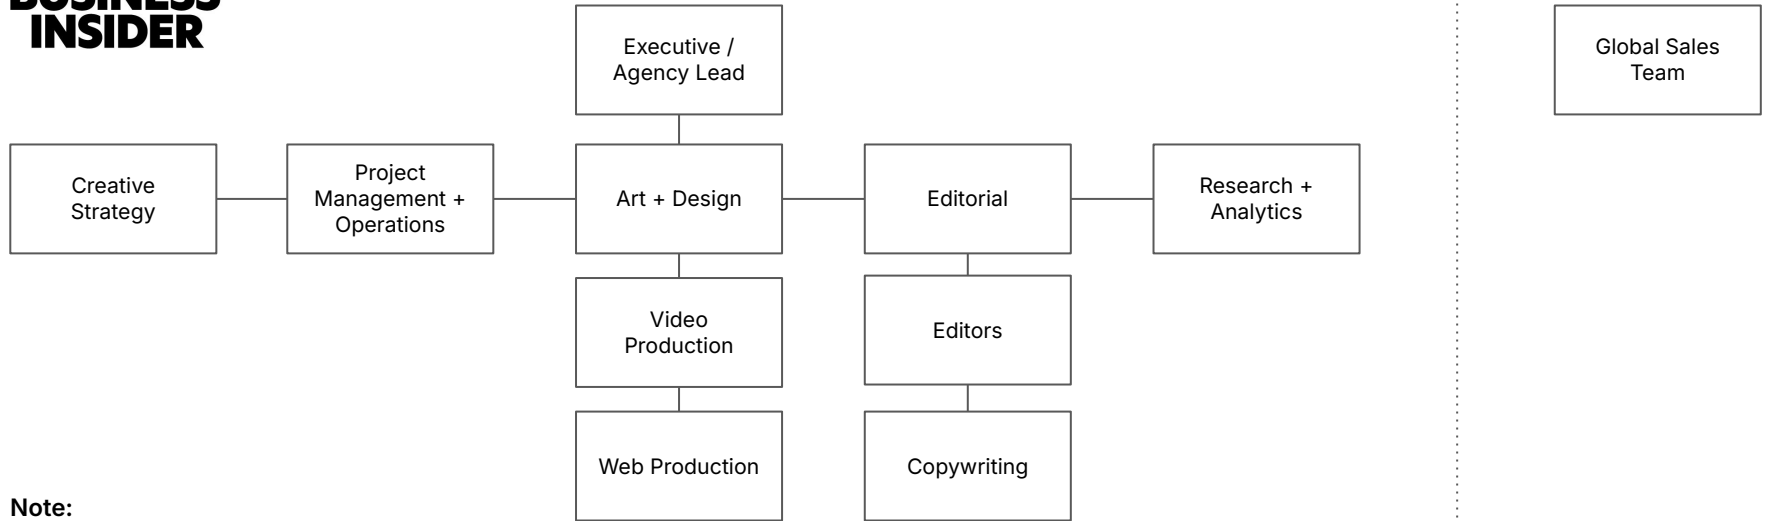 BUSINESS
INSIDER
Executive /
Agency Lead
Global Sales
Team
Creative
Strategy
Project
Management +
Operations
Art + Design
Editorial
Research +
Analytics
Video
Production
Editors
Web Production
Copywriting
Note: